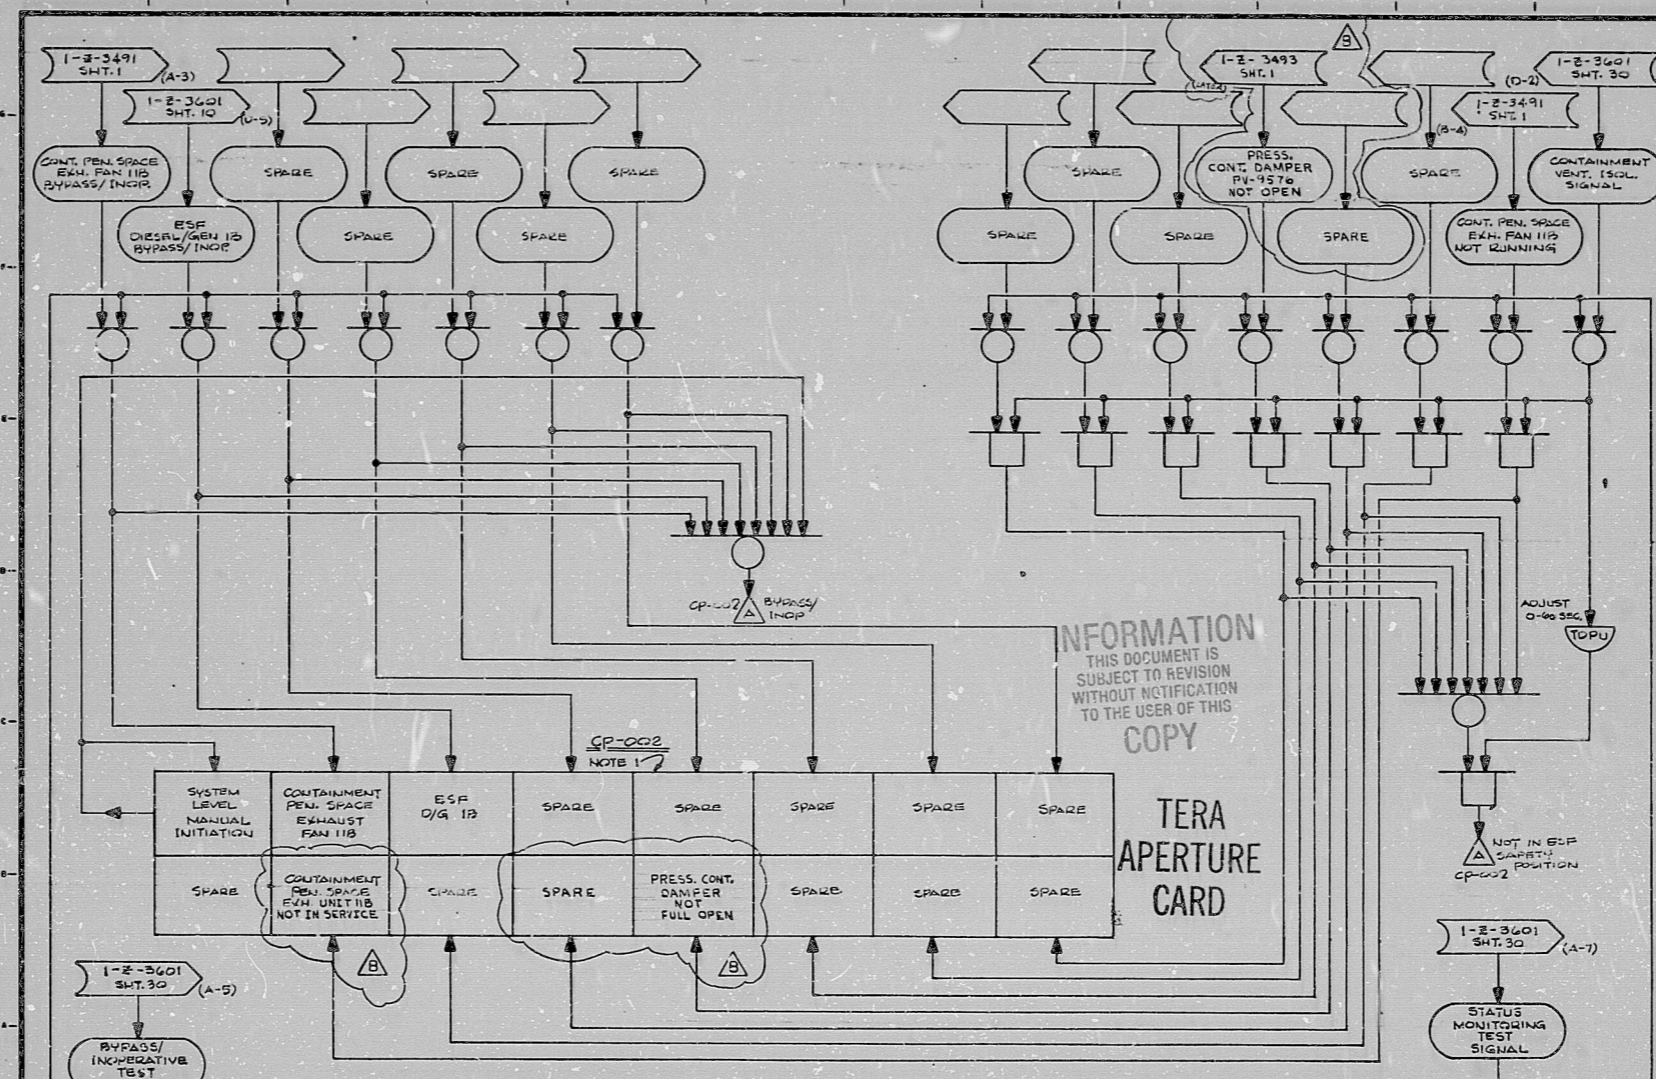 1-Z-3491
SHT.1
(A-3)
1-Z-3601
SHT. 10
CONT. PEN. SPACE
EXH. FAN 11B
BYPASS/INOP.
ESF
DIESEL/GEN 1B
BYPASS/INOP.
SPARE
SPARE
SPARE
SPARE
SPARE
B
1-Z-3493
SHT. 1
(LATER)
(D-2)
1-Z-3601
SHT. 30
1-Z-3491
SHT. 1
(B-4)
SPARE
PRESS.
CONT. DAMPER
PV-9576
NOT OPEN
SPARE
CONTAINMENT
VENT. ISOL.
SIGNAL
SPARE
SPARE
SPARE
CONT. PEN. SPACE
EXH. FAN 11B
NOT RUNNING
CP-002
A
BYPASS/
INOP
ADJUST
0-60 SEC.
TOPU
INFORMATION
THIS DOCUMENT IS
SUBJECT TO REVISION
WITHOUT NOTIFICATION
TO THE USER OF THIS
COPY
CP-002
NOTE 1
SYSTEM
LEVEL
MANUAL
INITIATION
CONTAINMENT
PEN. SPACE
EXHAUST
FAN 11B
ESF
D/G 1B
SPARE
SPARE
SPARE
SPARE
SPARE
SPARE
CONTAINMENT
PEN. SPACE
EXH. UNIT 11B
NOT IN SERVICE
SPARE
SPARE
PRESS. CONT.
DAMPER
NOT
FULL OPEN
SPARE
SPARE
SPARE
B
B
TERA
APERTURE
CARD
A
NOT IN ESF
SAFETY
POSITION
CP-002
1-Z-3601
SHT. 30
(A-5)
BYPASS/
INOPERATIVE
TEST
1-Z-3601
SHT. 30
(A-7)
STATUS
MONITORING
TEST
SIGNAL
G
F
E
D
C
B
A